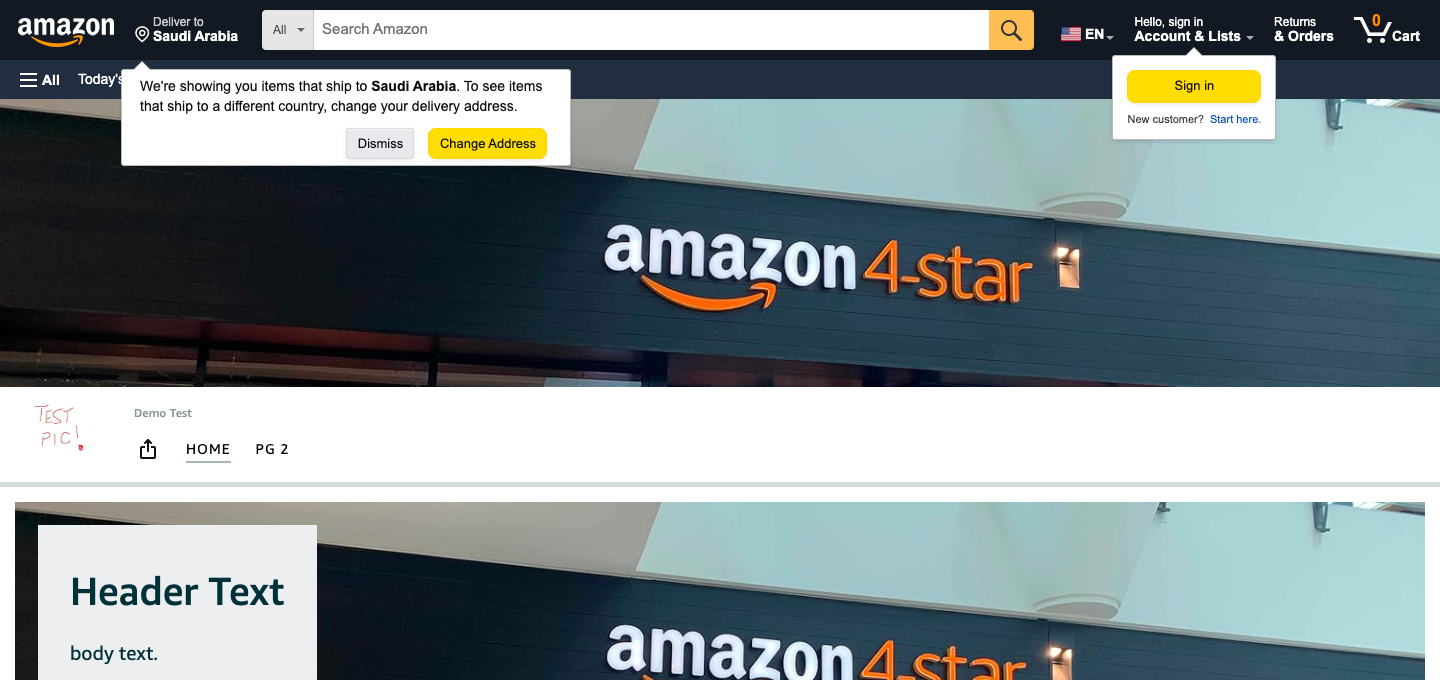 amazon
Deliver to
Saudi Arabia
All
Search Amazon
EN
Hello, sign in
Account & Lists
Returns
& Orders
0
Cart
All
Today's
We're showing you items that ship to Saudi Arabia. To see items
that ship to a different country, change your delivery address.
Dismiss
Change Address
Sign in
New customer? Start here.
amazon 4-star
TEST
PIC!
Demo Test
HOME
PG 2
Header Text
body text.
amazon 4-star